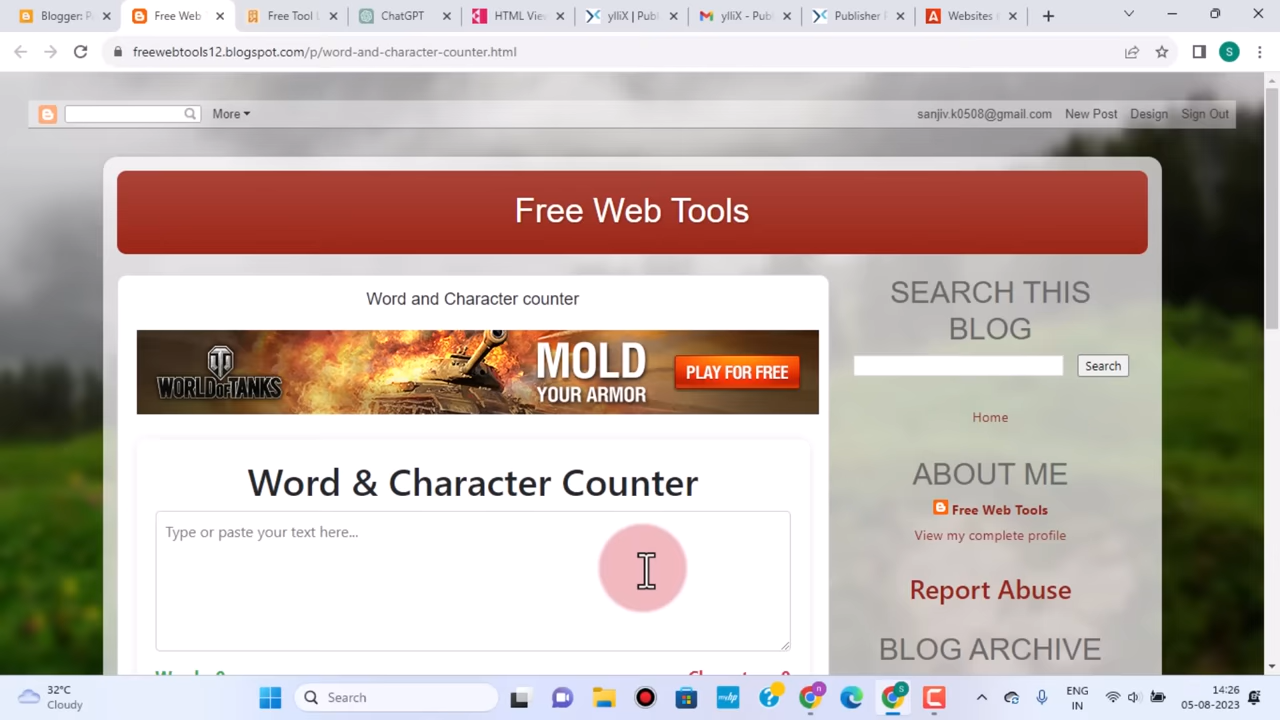 Blogger: P
Free Web
Free Tool
ChatGPT
HTML View
ylliX | Publ
ylliX - Pub
Publisher
Websites
freewebtools12.blogspot.com/p/word-and-character-counter.html
S
More
sanjiv.k0508@gmail.com
New Post
Design
Sign Out
Free Web Tools
Word and Character counter
WORLD OF TANKS
MOLD
YOUR ARMOR
PLAY FOR FREE
Word & Character Counter
Type or paste your text here...
SEARCH THIS
BLOG
Search
Home
ABOUT ME
Free Web Tools
View my complete profile
Report Abuse
BLOG ARCHIVE
32°C
Cloudy
Search
ENG
IN
14:26
05-08-2023